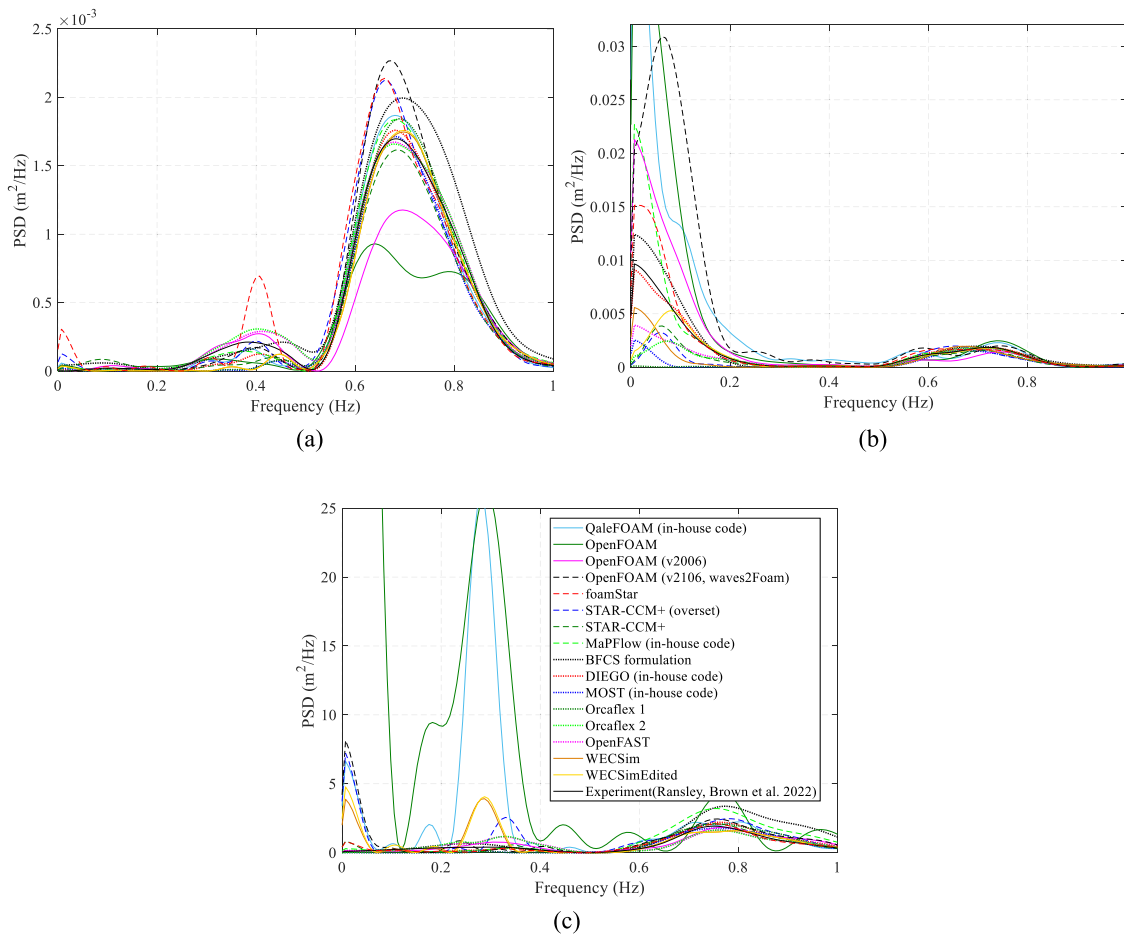 ×10-3
2.5
2
1.5
1
0.5
0
PSD (m2/Hz)
0 0.2 0.4 0.6 0.8 1
Frequency (Hz)
(a)
0.03
0.025
0.02
0.015
0.01
0.005
0
PSD (m2/Hz)
0 0.2 0.4 0.6 0.8
Frequency (Hz)
(b)
25
20
15
10
5
0
PSD (m2/Hz)
QaleFOAM (in-house code)
OpenFOAM
OpenFOAM (v2006)
OpenFOAM (v2106, waves2Foam)
foamStar
STAR-CCM+ (overset)
STAR-CCM+
MaPFlow (in-house code)
BFCS formulation
DIEGO (in-house code)
MOST (in-house code)
Orcaflex 1
Orcaflex 2
OpenFAST
WECSim
WECSimEdited
Experiment(Ransley, Brown et al. 2022)
0 0.2 0.4 0.6 0.8 1
Frequency (Hz)
(c)